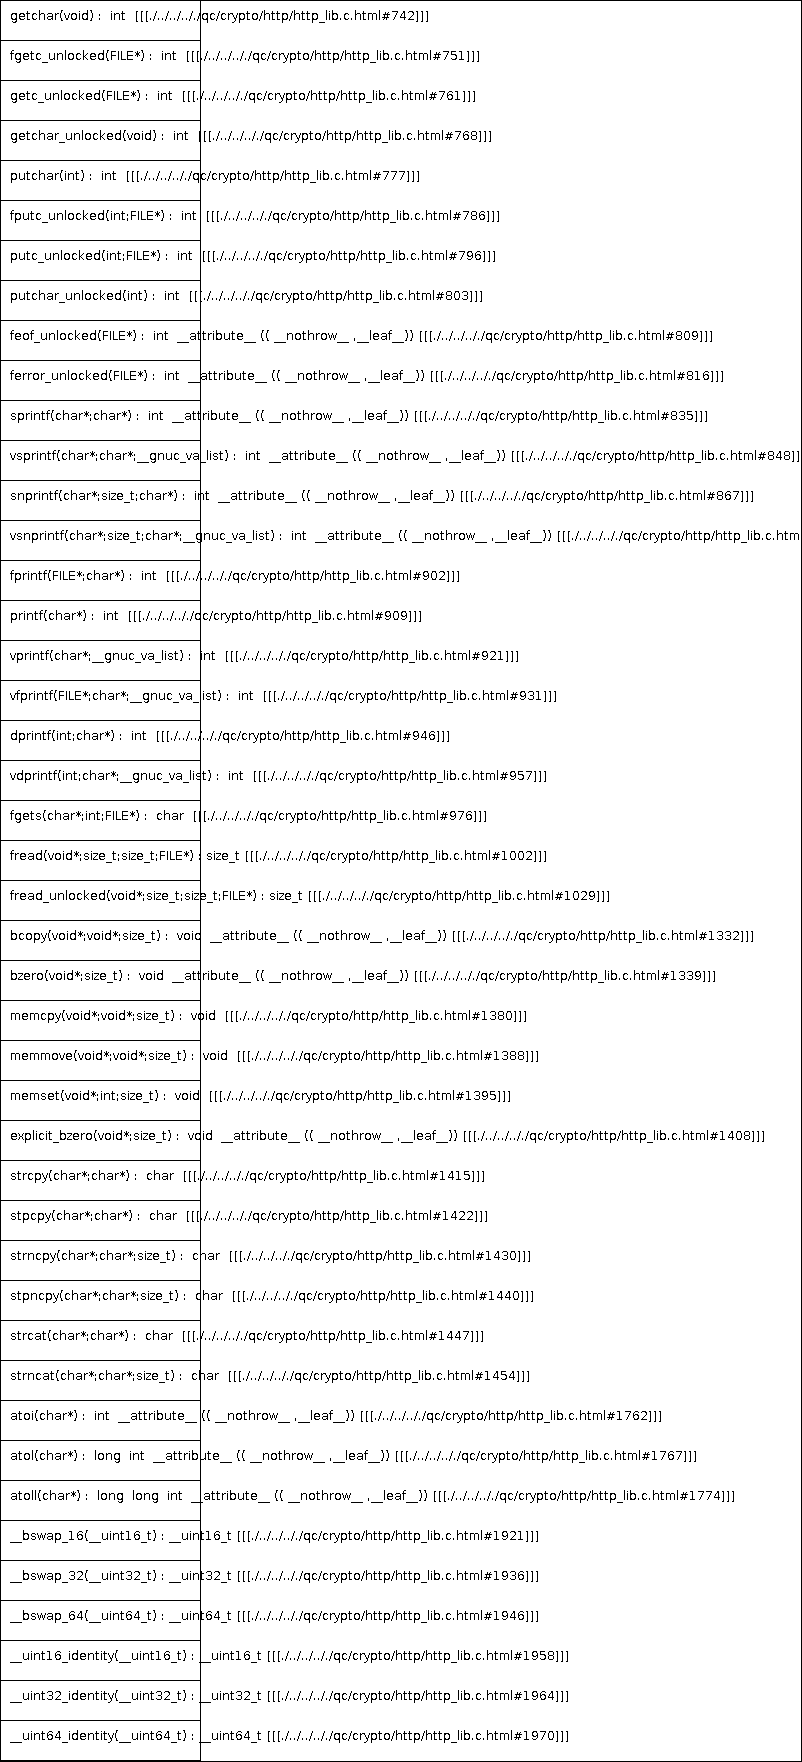 getchar(void) : int [[[./../../../qc/crypto/http/http_lib.c.html#742]]]
fgetc_unlocked(FILE*) : int [[[./../../../qc/crypto/http/http_lib.c.html#751]]]
getc_unlocked(FILE*) : int [[[./../../../qc/crypto/http/http_lib.c.html#761]]]
getchar_unlocked(void) : int [[[./../../../qc/crypto/http/http_lib.c.html#768]]]
putchar(int) : int [[[./../../../qc/crypto/http/http_lib.c.html#777]]]
fputc_unlocked(int;FILE*) : int [[[./../../../qc/crypto/http/http_lib.c.html#786]]]
putc_unlocked(int;FILE*) : int [[[./../../../qc/crypto/http/http_lib.c.html#796]]]
putchar_unlocked(int) : int [[[./../../../qc/crypto/http/http_lib.c.html#803]]]
feof_unlocked(FILE*) : int __attribute__ (( __nothrow__ ,__leaf__)) [[[./../../../qc/crypto/http/http_lib.c.html#809]]]
ferror_unlocked(FILE*) : int __attribute__ (( __nothrow__ ,__leaf__)) [[[./../../../qc/crypto/http/http_lib.c.html#816]]]
sprintf(char*;char*) : int __attribute__ (( __nothrow__ ,__leaf__)) [[[./../../../qc/crypto/http/http_lib.c.html#835]]]
vsprintf(char*;char*;__gnuc_va_list) : int __attribute__ (( __nothrow__ ,__leaf__)) [[[./../../../qc/crypto/http/http_lib.c.html#848]]
snprintf(char*;size_t;char*) : int __attribute__ (( __nothrow__ ,__leaf__)) [[[./../../../qc/crypto/http/http_lib.c.html#867]]]
vsnprintf(char*;size_t;char*;__gnuc_va_list) : int __attribute__ (( __nothrow__ ,__leaf__)) [[[./../../../qc/crypto/http/http_lib.c.htm
fprintf(FILE*;char*) : int [[[./../../../qc/crypto/http/http_lib.c.html#902]]]
printf(char*) : int [[[./../../../qc/crypto/http/http_lib.c.html#909]]]
vprintf(char*;__gnuc_va_list) : int [[[./../../../qc/crypto/http/http_lib.c.html#921]]]
vfprintf(FILE*;char*;__gnuc_va_list) : int [[[./../../../qc/crypto/http/http_lib.c.html#931]]]
dprintf(int;char*) : int [[[./../../../qc/crypto/http/http_lib.c.html#946]]]
vdprintf(int;char*;__gnuc_va_list) : int [[[./../../../qc/crypto/http/http_lib.c.html#957]]]
fgets(char*;int;FILE*) : char [[[./../../../qc/crypto/http/http_lib.c.html#976]]]
fread(void*;size_t;size_t;FILE*) : size_t [[[./../../../qc/crypto/http/http_lib.c.html#1002]]]
fread_unlocked(void*;size_t;size_t;FILE*) : size_t [[[./../../../qc/crypto/http/http_lib.c.html#1029]]]
bcopy(void*;void*;size_t) : void __attribute__ (( __nothrow__ ,__leaf__)) [[[./../../../qc/crypto/http/http_lib.c.html#1332]]]
bzero(void*;size_t) : void __attribute__ (( __nothrow__ ,__leaf__)) [[[./../../../qc/crypto/http/http_lib.c.html#1339]]]
memcpy(void*;void*;size_t) : void [[[./../../../qc/crypto/http/http_lib.c.html#1380]]]
memmove(void*;void*;size_t) : void [[[./../../../qc/crypto/http/http_lib.c.html#1388]]]
memset(void*;int;size_t) : void [[[./../../../qc/crypto/http/http_lib.c.html#1395]]]
explicit_bzero(void*;size_t) : void __attribute__ (( __nothrow__ ,__leaf__)) [[[./../../../qc/crypto/http/http_lib.c.html#1408]]]
strcpy(char*;char*) : char [[[./../../../qc/crypto/http/http_lib.c.html#1415]]]
stpcpy(char*;char*) : char [[[./../../../qc/crypto/http/http_lib.c.html#1422]]]
strncpy(char*;char*;size_t) : char [[[./../../../qc/crypto/http/http_lib.c.html#1430]]]
stpncpy(char*;char*;size_t) : char [[[./../../../qc/crypto/http/http_lib.c.html#1440]]]
strcat(char*;char*) : char [[[./../../../qc/crypto/http/http_lib.c.html#1447]]]
strncat(char*;char*;size_t) : char [[[./../../../qc/crypto/http/http_lib.c.html#1454]]]
atoi(char*) : int __attribute__ (( __nothrow__ ,__leaf__)) [[[./../../../qc/crypto/http/http_lib.c.html#1762]]]
atol(char*) : long int __attribute__ (( __nothrow__ ,__leaf__)) [[[./../../../qc/crypto/http/http_lib.c.html#1767]]]
atoll(char*) : long long int __attribute__ (( __nothrow__ ,__leaf__)) [[[./../../../qc/crypto/http/http_lib.c.html#1774]]]
__bswap_16(__uint16_t) : __uint16_t [[[./../../../qc/crypto/http/http_lib.c.html#1921]]]
__bswap_32(__uint32_t) : __uint32_t [[[./../../../qc/crypto/http/http_lib.c.html#1936]]]
__bswap_64(__uint64_t) : __uint64_t [[[./../../../qc/crypto/http/http_lib.c.html#1946]]]
__uint16_identity(__uint16_t) : __uint16_t [[[./../../../qc/crypto/http/http_lib.c.html#1958]]]
__uint32_identity(__uint32_t) : __uint32_t [[[./../../../qc/crypto/http/http_lib.c.html#1964]]]
__uint64_identity(__uint64_t) : __uint64_t [[[./../../../qc/crypto/http/http_lib.c.html#1970]]]